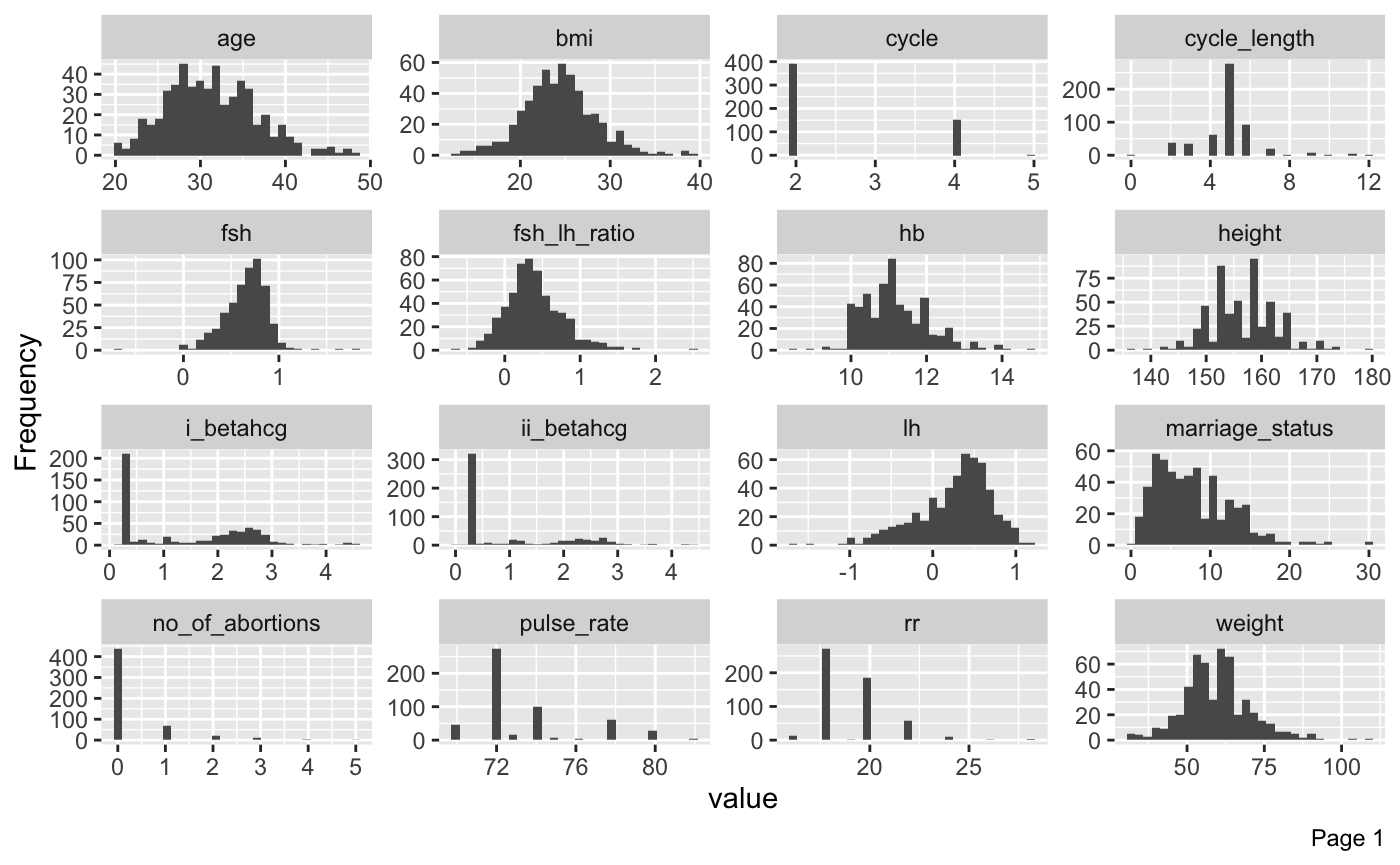 age bmi cycle cycle_length
40 60 400 200
30 40 300 100
20 20 200 0
10 0 100
0 0
20 30 40 50 20 30 40 2 3 4 5 0 4 8 12
fsh fsh_lh_ratio hb height
100 80 80 75
75 60 60 50
50 40 40 25
25 20 20 0
0 0 0
0 1 0 1 2 10 12 14 140 150 160 170 180
Frequency
i_betahcg ii_betahcg lh marriage_status
200 300 60 60
150 200 40 40
100 100 20 20
50 0 0 0
0
0 1 2 3 4 0 1 2 3 4 -1 0 1 0 10 20 30
no_of_abortions pulse_rate rr weight
400 200 200 60
300 100 100 40
200 0 0 20
100 0
0
0 1 2 3 4 5 72 76 80 20 25 50 75 100
value
Page 1